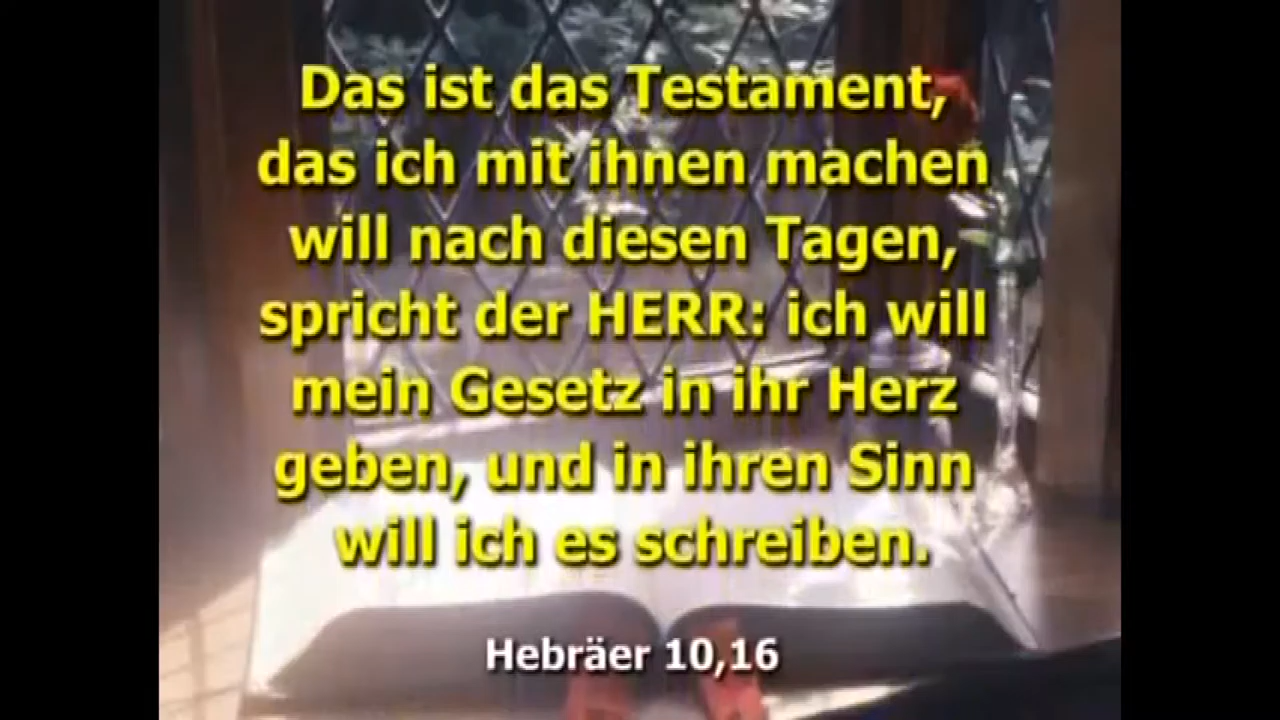 Das ist das Testament,
das ich mit ihnen machen
will nach diesen Tagen,
spricht der HERR: ich will
mein Gesetz in ihr Herz
geben, und in ihren Sinn
will ich es schreiben.
Hebräer 10,16